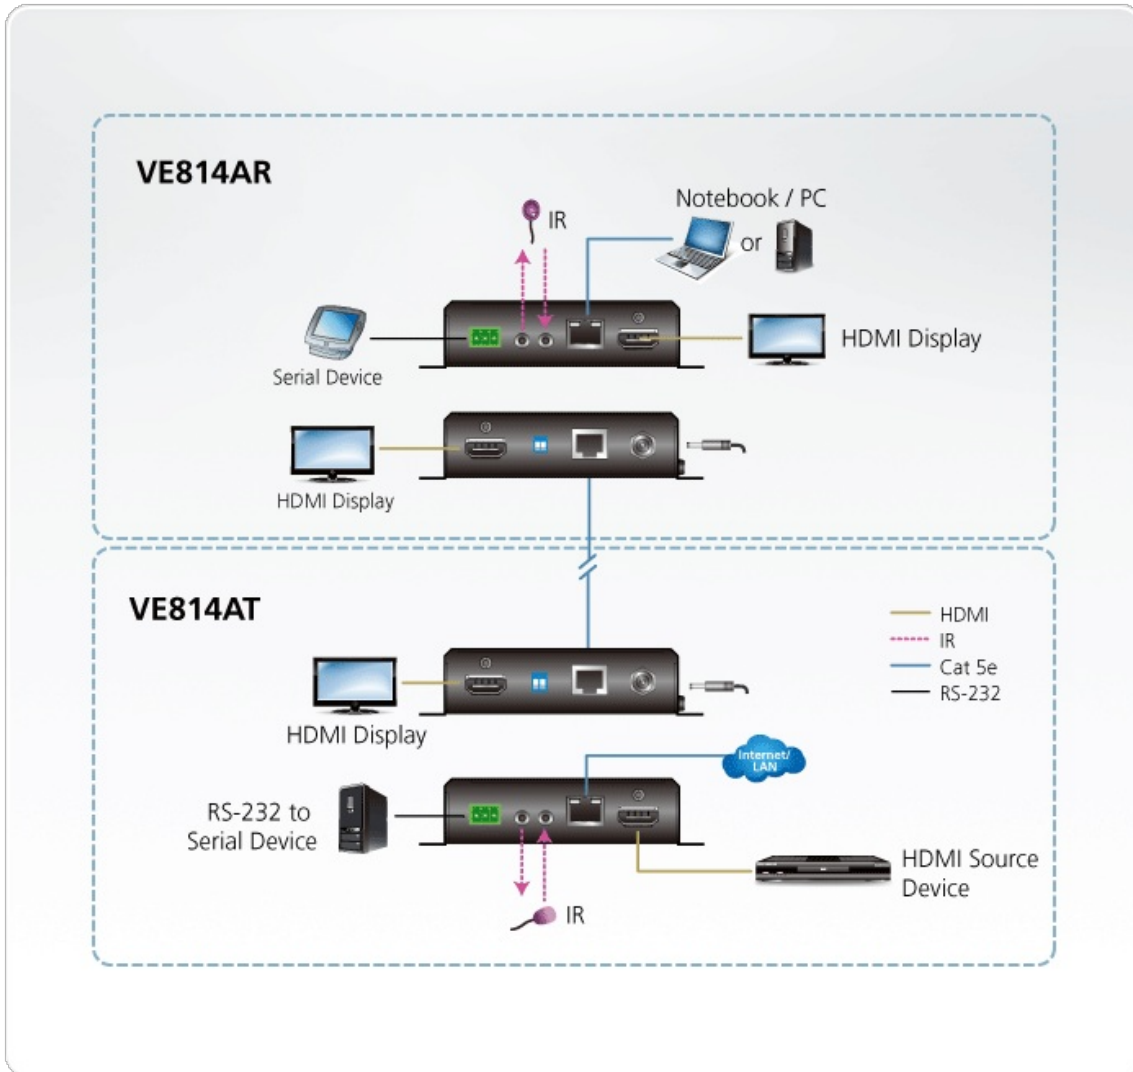 VE814AR
Notebook / PC
IR
or
HDMI Display
Serial Device
HDMI Display
VE814AT
HDMI
IR
Cat 5e
RS-232
HDMI Display
Internet/
LAN
RS-232 to
Serial Device
HDMI Source
Device
IR